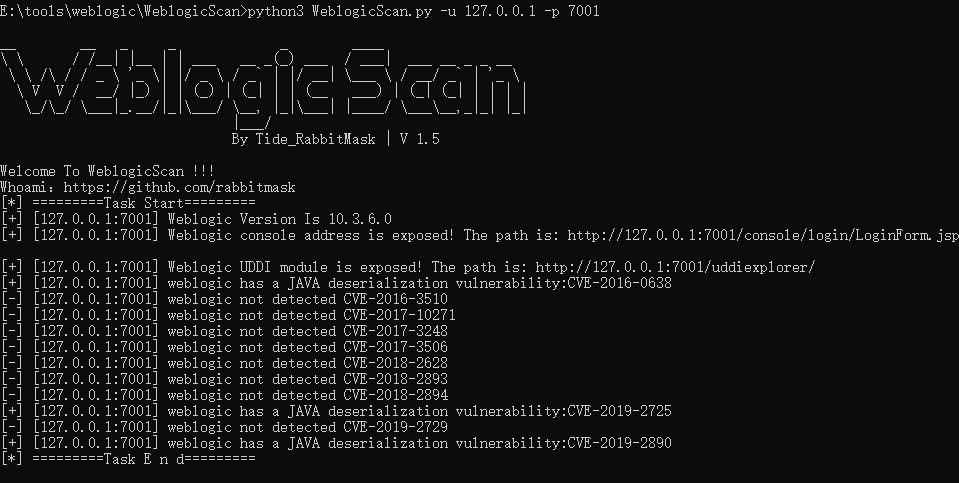 E:\tools\weblogic\WeblogicScan>python3 WeblogicScan.py -u 127.0.0.1 -p 7001
Weblogic Scan
By Tide_RabbitMask | V 1.5
Welcome To WeblogicScan !!!
Whoami：https://github.com/rabbitmask
[*] =========Task Start=========
[+] [127.0.0.1:7001] Weblogic Version Is 10.3.6.0
[+] [127.0.0.1:7001] Weblogic console address is exposed! The path is: http://127.0.0.1:7001/console/login/LoginForm.jsp
[+] [127.0.0.1:7001] Weblogic UDDI module is exposed! The path is: http://127.0.0.1:7001/uddiexplorer/
[+] [127.0.0.1:7001] weblogic has a JAVA deserialization vulnerability:CVE-2016-0638
[-] [127.0.0.1:7001] weblogic not detected CVE-2016-3510
[-] [127.0.0.1:7001] weblogic not detected CVE-2017-10271
[-] [127.0.0.1:7001] weblogic not detected CVE-2017-3248
[-] [127.0.0.1:7001] weblogic not detected CVE-2017-3506
[-] [127.0.0.1:7001] weblogic not detected CVE-2018-2628
[-] [127.0.0.1:7001] weblogic not detected CVE-2018-2893
[-] [127.0.0.1:7001] weblogic not detected CVE-2018-2894
[+] [127.0.0.1:7001] weblogic has a JAVA deserialization vulnerability:CVE-2019-2725
[-] [127.0.0.1:7001] weblogic not detected CVE-2019-2729
[+] [127.0.0.1:7001] weblogic has a JAVA deserialization vulnerability:CVE-2019-2890
[*] =========Task E n d=========